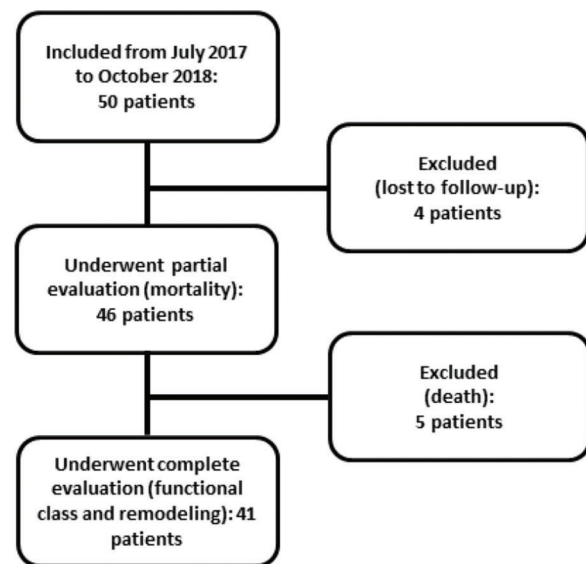 Included from July 2017
to October 2018:
50 patients
Excluded
(lost to follow-up):
4 patients
Underwent partial
evaluation (mortality):
46 patients
Excluded
(death):
5 patients
Underwent complete
evaluation (functional
class and remodeling): 41
patients